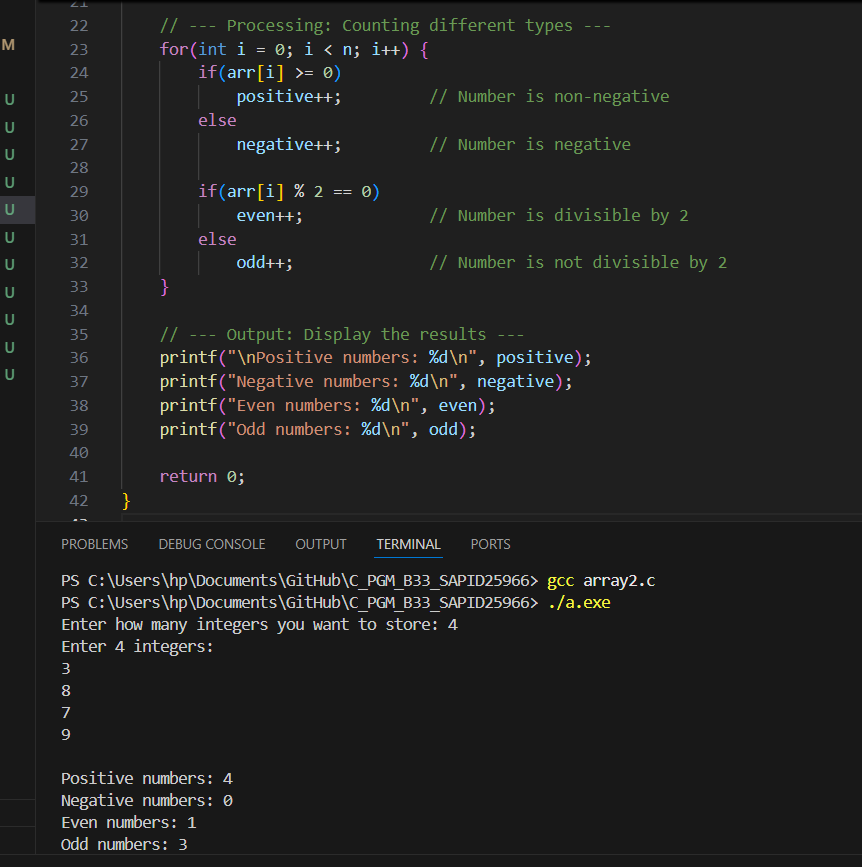 M
U
U
U
U
U
U
U
U
U
U
U
21
22 // --- Processing: Counting different types ---
23 for(int i = 0; i < n; i++) {
24 if(arr[i] >= 0)
25 positive++; // Number is non-negative
26 else
27 negative++; // Number is negative
28
29 if(arr[i] % 2 == 0)
30 even++; // Number is divisible by 2
31 else
32 odd++; // Number is not divisible by 2
33 }
34
35 // --- Output: Display the results ---
36 printf("\nPositive numbers: %d\n", positive);
37 printf("Negative numbers: %d\n", negative);
38 printf("Even numbers: %d\n", even);
39 printf("Odd numbers: %d\n", odd);
40
41 return 0;
42 }
43
PROBLEMS DEBUG CONSOLE OUTPUT TERMINAL PORTS
PS C:\Users\hp\Documents\GitHub\C_PGM_B33_SAPID25966> gcc array2.c
PS C:\Users\hp\Documents\GitHub\C_PGM_B33_SAPID25966> ./a.exe
Enter how many integers you want to store: 4
Enter 4 integers:
3
8
7
9
Positive numbers: 4
Negative numbers: 0
Even numbers: 1
Odd numbers: 3